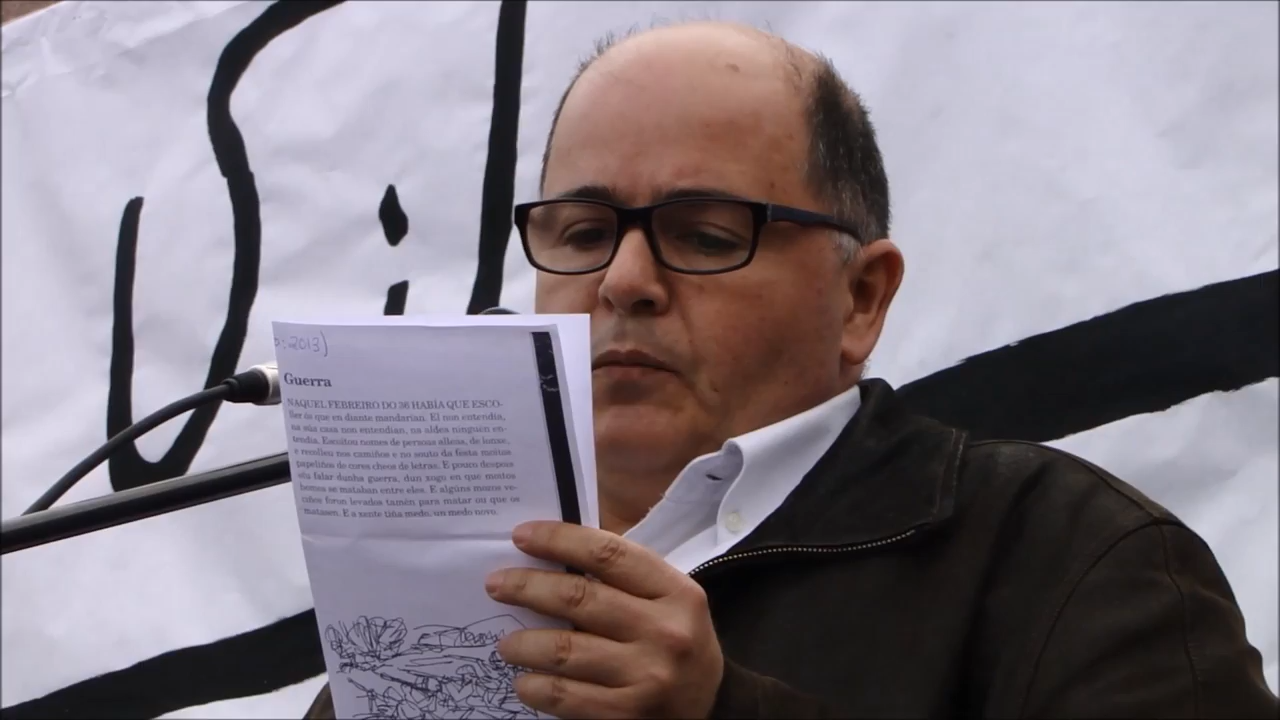 : 2013)
Guerra
NAQUEL FEBREIRO DO 36 HABÍA QUE ESCO-
ller ós que en diante mandarían. El non entendía,
na súa casa non entendían, na aldea ninguén en-
tendía. Escoitou nomes de persoas alleas, de lonxe,
e recolleu nos camiños e no souto da festa moitos
papeliños de cores cheos de letras. E pouco despois
oíu falar dunha guerra, dun xogo en que moitos
homes se mataban entre eles. E algúns mozos ve-
ciños foron levados tamén para matar ou que os
matasen. E a xente tiña medo, un medo novo.